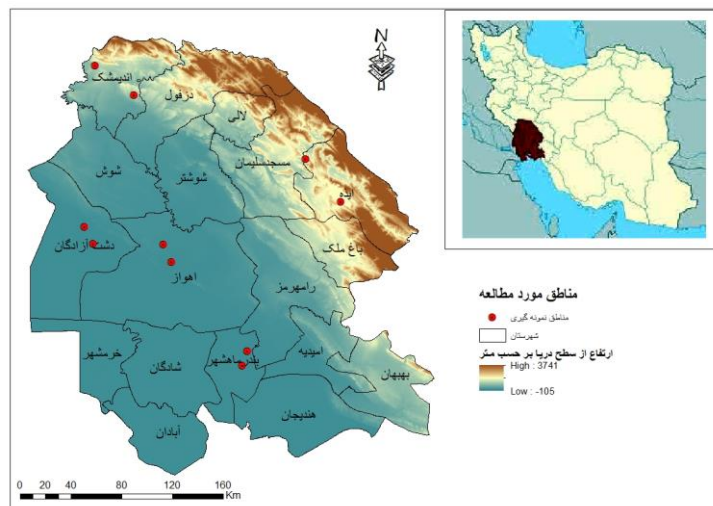 N
اندیمشک
دزفول
لالی
مسجدسلیمان
شوش
شوشتر
ایذه
دشت آزادگان
باغ ملک
اهواز
رامهرمز
خرمشهر
شادگان
بندرماهشهر
امیدیه
بهبهان
هندیجان
آبادان
0 10 20 40 80 120 160
Km
مناطق مورد مطالعه
مناطق نمونه گیری
شهرستان
ارتفاع از سطح دریا بر حسب متر
High : 3741
Low : -105